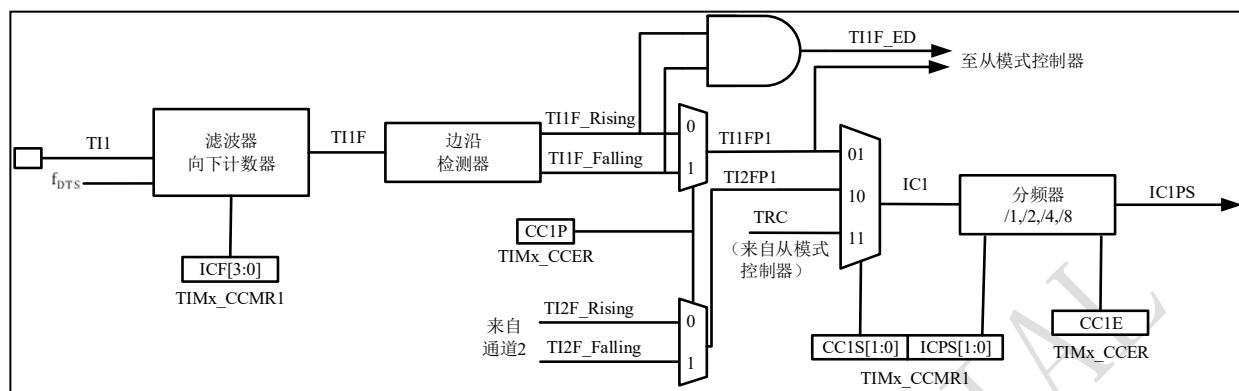 TI1F_ED
至从模式控制器
TI1
f_DTS
滤波器
向下计数器
TI1F
边沿
检测器
TI1F_Rising
TI1F_Falling
0
1
TI1FP1
TI2FP1
TRC
（来自从模式
控制器）
01
10
11
IC1
分频器
/1,/2,/4,/8
IC1PS
CC1P
TIMx_CCER
ICF[3:0]
TIMx_CCMR1
来自
通道2
TI2F_Rising
TI2F_Falling
0
1
CC1S[1:0]
ICPS[1:0]
TIMx_CCMR1
CC1E
TIMx_CCER